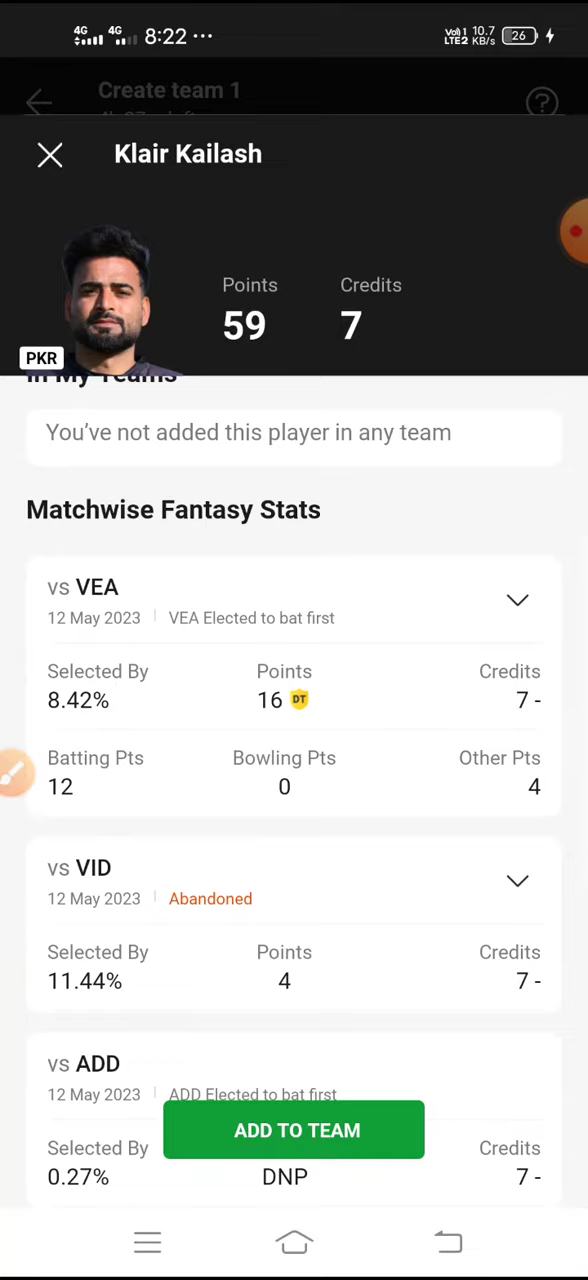 4G 4G 8:22 ••• Vo)) 1 LTE2 10.7 KB/s 26
Create team 1
Klair Kailash
Points Credits
59 7
PKR
In My Teams
You’ve not added this player in any team
Matchwise Fantasy Stats
vs VEA
12 May 2023 VEA Elected to bat first
Selected By Points Credits
8.42% 16 DT 7 -
Batting Pts Bowling Pts Other Pts
12 0 4
vs VID
12 May 2023 Abandoned
Selected By Points Credits
11.44% 4 7 -
vs ADD
12 May 2023 ADD Elected to bat first
ADD TO TEAM
Selected By Credits
0.27% DNP 7 -